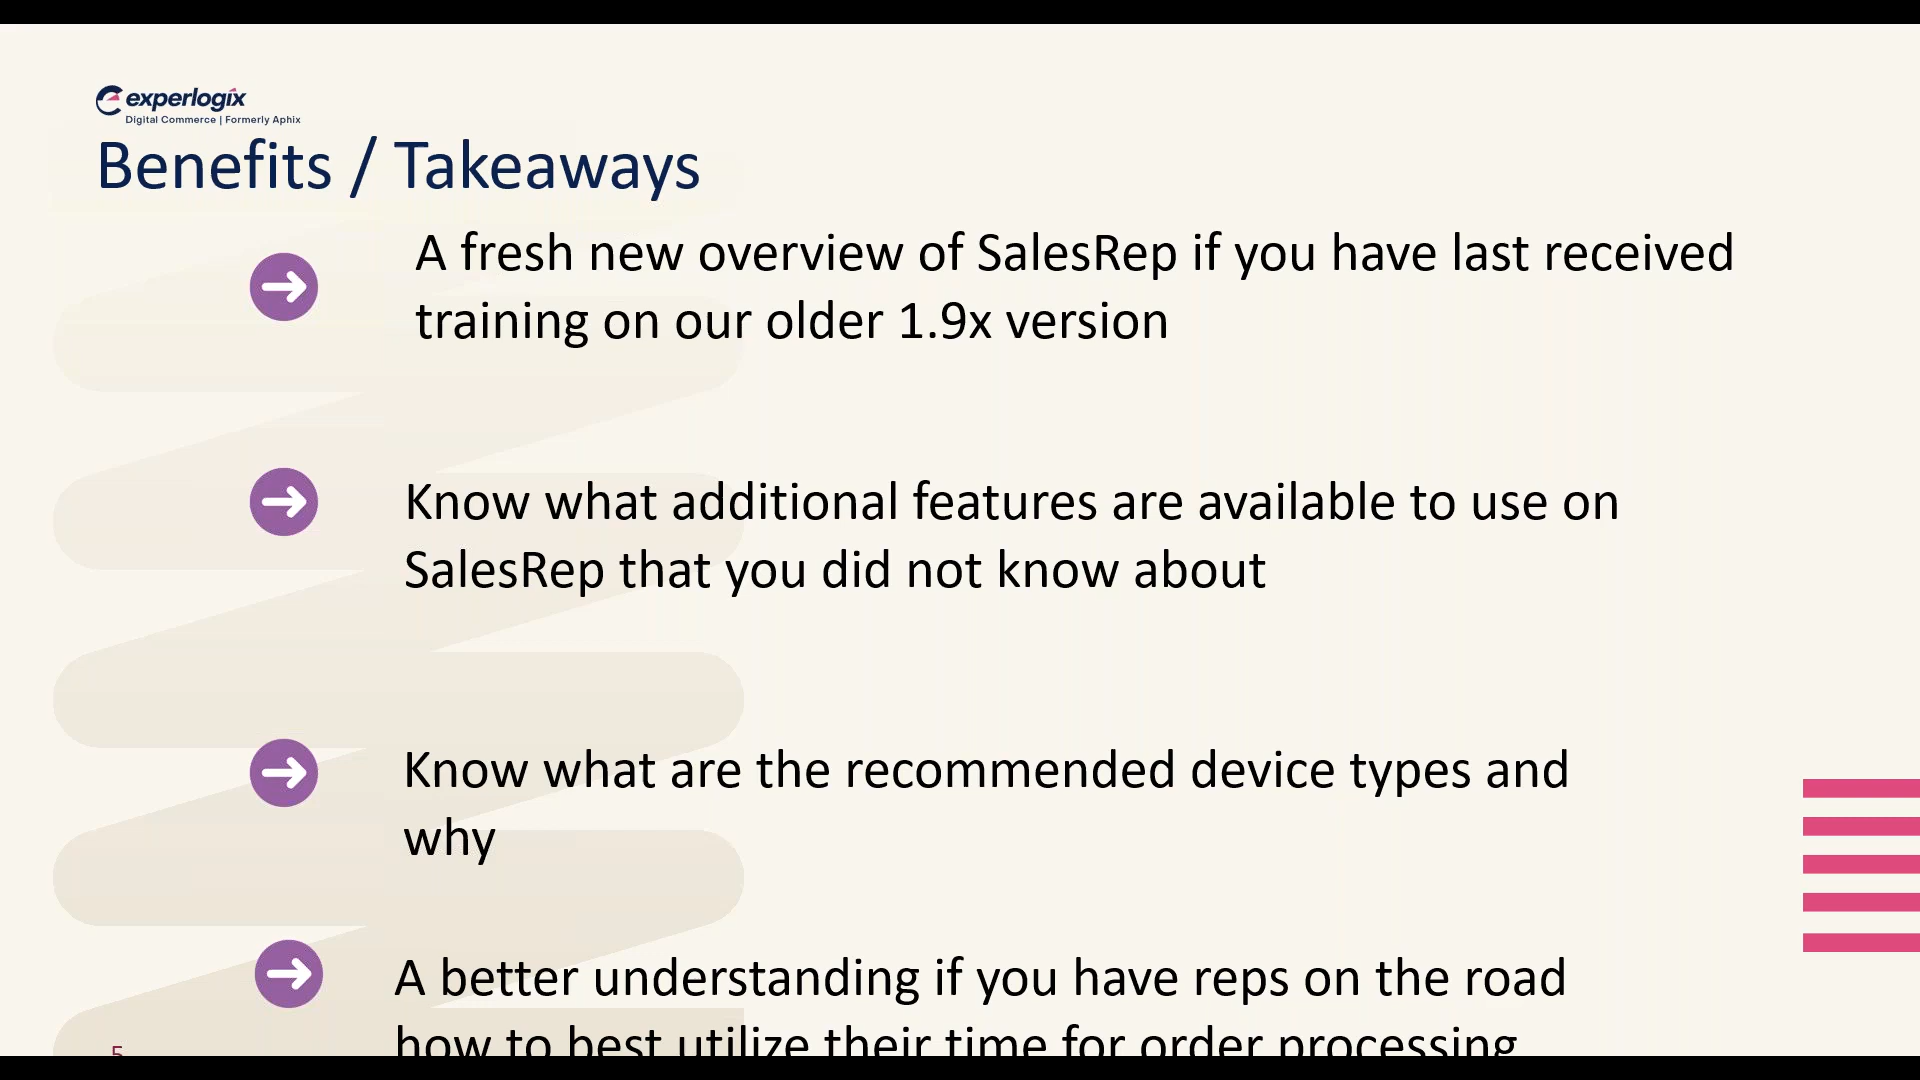 experlogix
Digital Commerce | Formerly Aphix
Benefits / Takeaways
A fresh new overview of SalesRep if you have last received
training on our older 1.9x version
Know what additional features are available to use on
SalesRep that you did not know about
Know what are the recommended device types and
why
A better understanding if you have reps on the road
how to best utilize their time for order processing
5